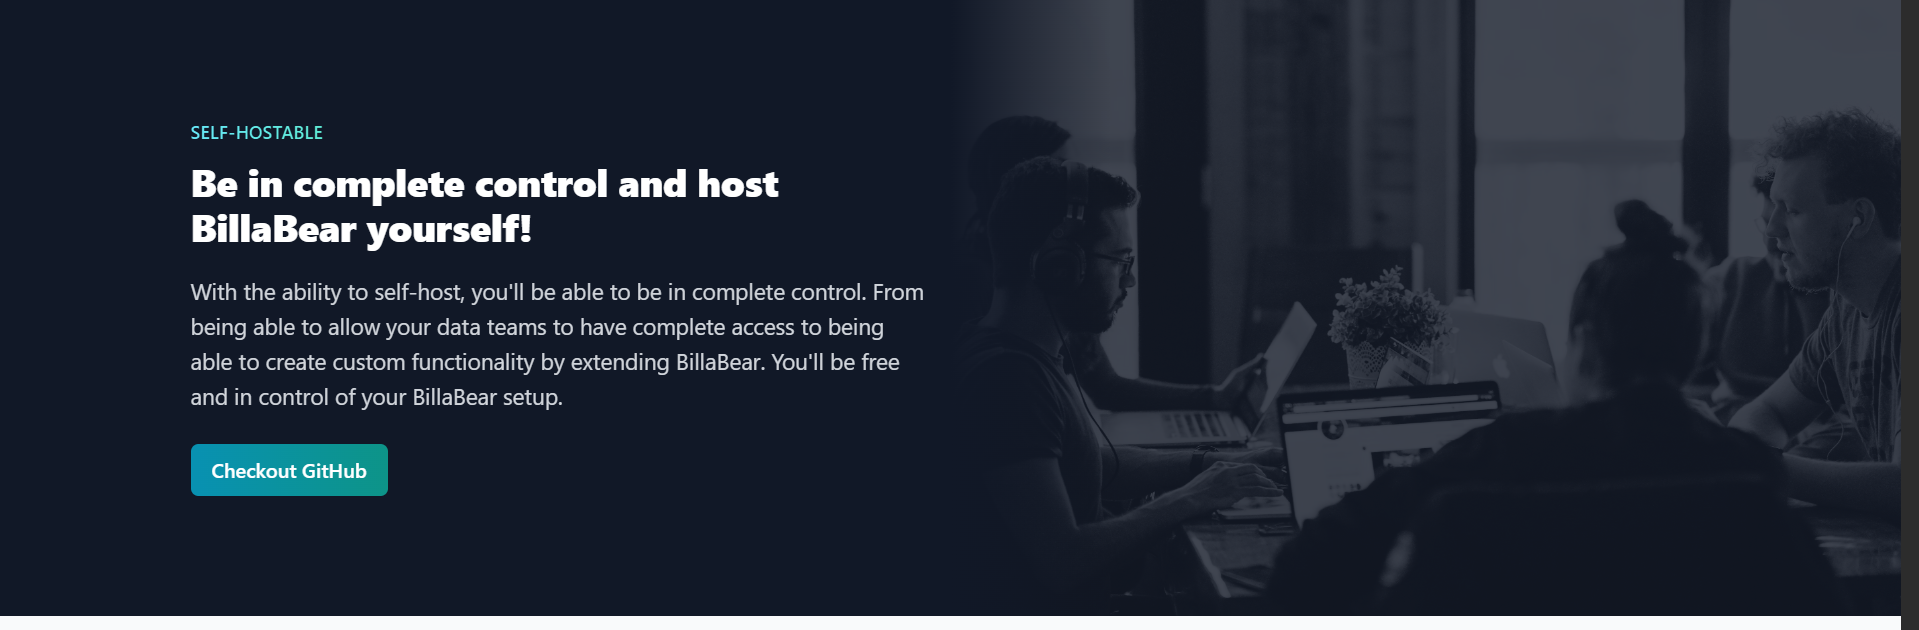 SELF-HOSTABLE
Be in complete control and host
BillaBear yourself!
With the ability to self-host, you'll be able to be in complete control. From
being able to allow your data teams to have complete access to being
able to create custom functionality by extending BillaBear. You'll be free
and in control of your BillaBear setup.
Checkout GitHub